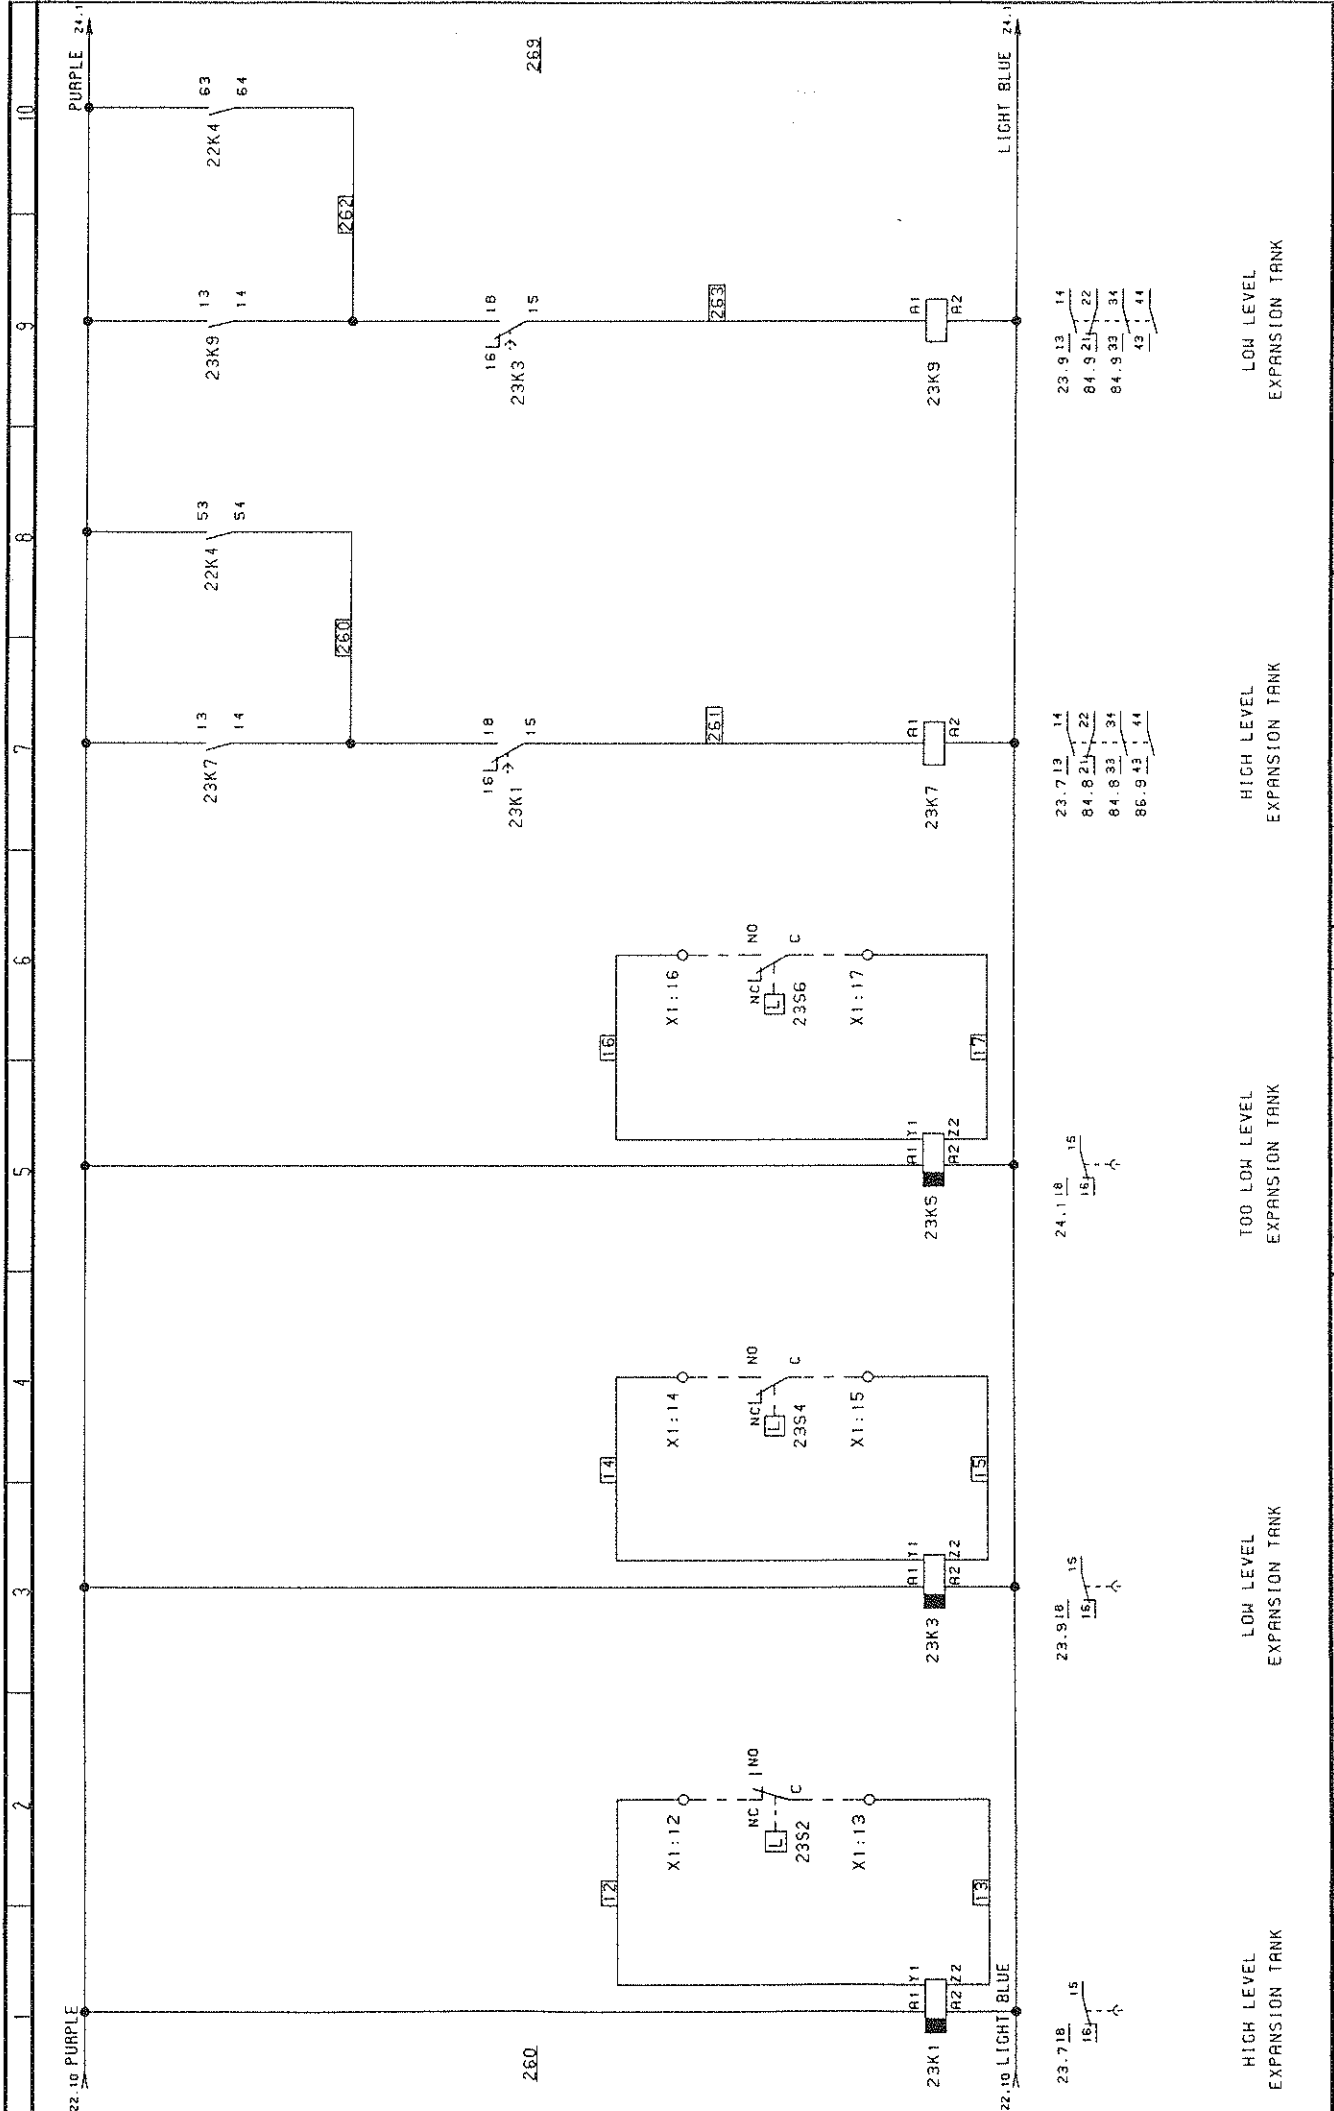 1 2 3 4 5 6 7 8 9 10
22.10 PURPLE
PURPLE 24.1
23K7 13 14
22K4 53 54
23K9 13 14
22K4 63 64
260
262
260
269
16 18 15
23K1
16 18 15
23K3
12
14
16
261
263
X1:12
X1:14
X1:16
NC NO C
L
23S2
NC NO C
L
23S4
NC NO C
L
23S6
X1:13
X1:15
X1:17
13
15
17
23K1 A1 Y1 A2 Z2
23K3 A1 Y1 A2 Z2
23K5 A1 Y1 A2 Z2
23K7 A1 A2
23K9 A1 A2
22.10 LIGHT BLUE
LIGHT BLUE 24.1
23.7 18 16 15
23.9 18 16 15
24.1 18 16 15
23.7 13 14
84.8 21 22
84.8 33 34
86.9 43 44
23.9 13 14
84.9 21 22
84.9 33 34
43 44
HIGH LEVEL
EXPANSION TANK
LOW LEVEL
EXPANSION TANK
TOO LOW LEVEL
EXPANSION TANK
HIGH LEVEL
EXPANSION TANK
LOW LEVEL
EXPANSION TANK